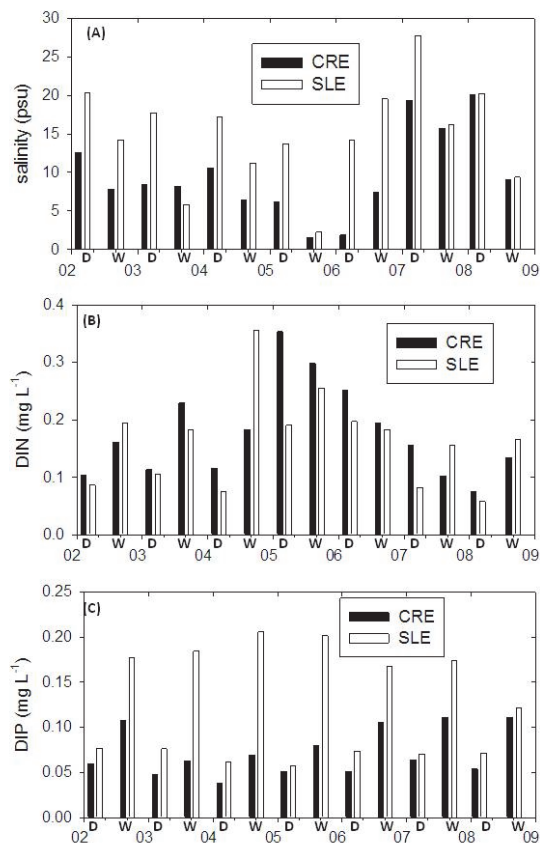 (A)
CRE
SLE
salinity (psu)
30
25
20
15
10
5
0
D W D W D W D W D W D W D W
02 03 04 05 06 07 08 09
(B)
CRE
SLE
DIN (mg L-1)
0.4
0.3
0.2
0.1
0.0
D W D W D W D W D W D W D W
02 03 04 05 06 07 08 09
(C)
CRE
SLE
DIP (mg L-1)
0.25
0.20
0.15
0.10
0.05
0.00
02 D W 03 D W 04 D W 05 D W 06 D W 07 D W 08 D W 09